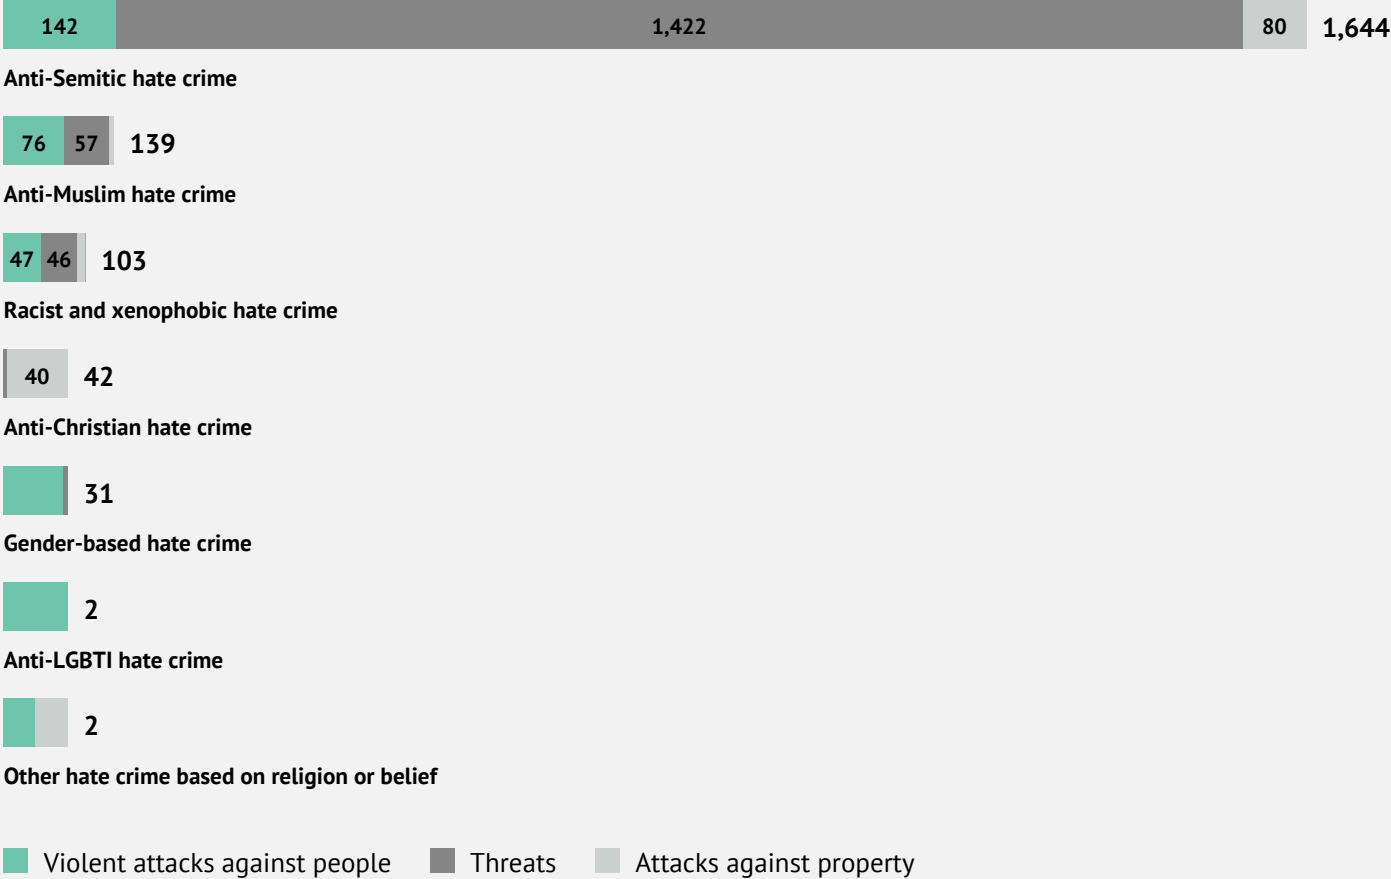 142 1,422 80 1,644
Anti-Semitic hate crime
76 57 139
Anti-Muslim hate crime
47 46 103
Racist and xenophobic hate crime
40 42
Anti-Christian hate crime
31
Gender-based hate crime
2
Anti-LGBTI hate crime
2
Other hate crime based on religion or belief
Violent attacks against people Threats Attacks against property